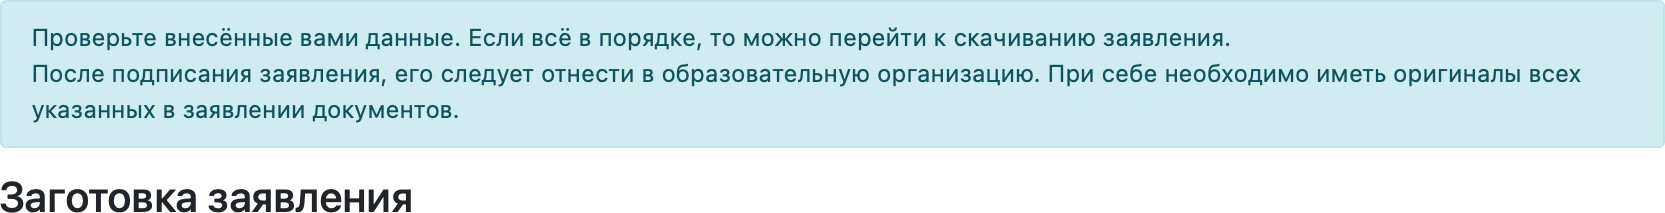 Проверьте внесённые вами данные. Если всё в порядке, то можно перейти к скачиванию заявления.
После подписания заявления, его следует отнести в образовательную организацию. При себе необходимо иметь оригиналы всех
указанных в заявлении документов.
Заготовка заявления